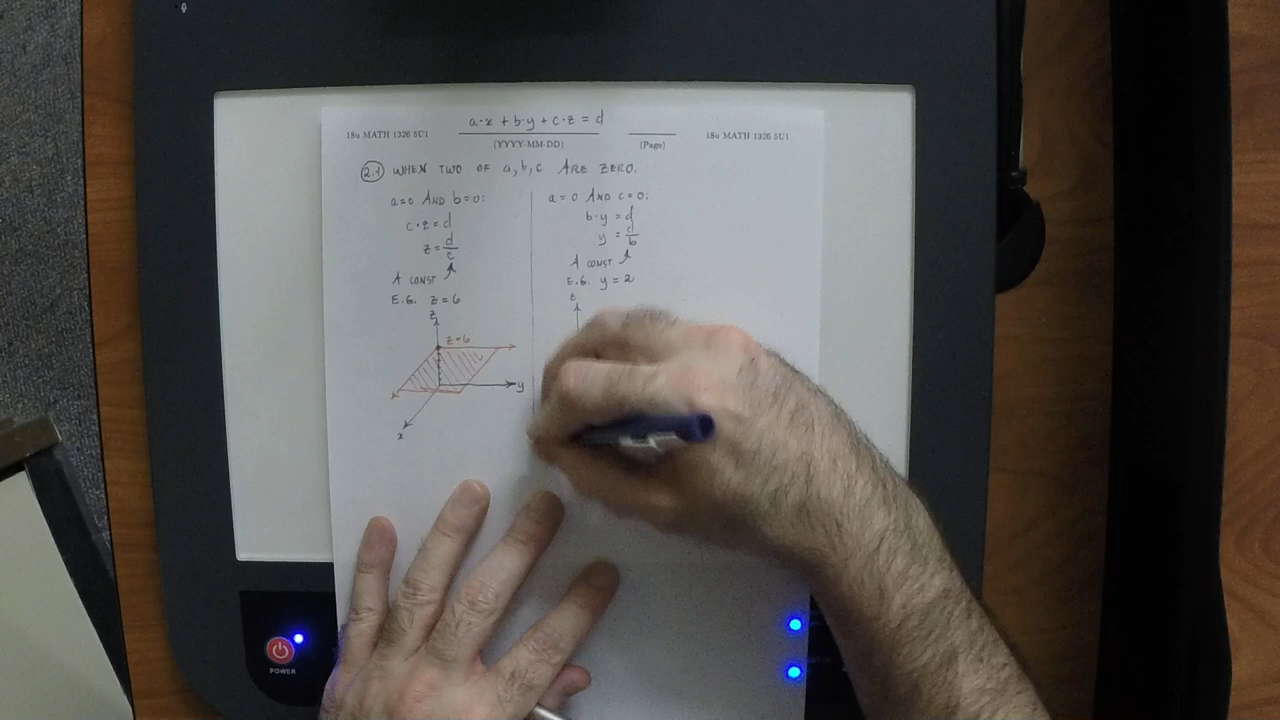 a·x + b·y + c·z = d
18u MATH 1326 5U1
(YYYY-MM-DD)
(Page)
18u MATH 1326 5U1
2.1 WHEN TWO OF a, b, c ARE ZERO.
a=0 AND b=0:
c·z = d
z = d/c
A CONST
E.G. z = 6
z
z=6
y
x
a = 0 AND c = 0:
b·y = d
y = d/b
A CONST
E.G. y = 2
z
POWER